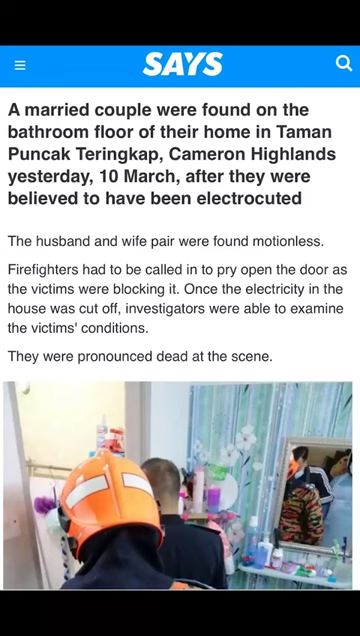 SAYS
A married couple were found on the
bathroom floor of their home in Taman
Puncak Teringkap, Cameron Highlands
yesterday, 10 March, after they were
believed to have been electrocuted
The husband and wife pair were found motionless.
Firefighters had to be called in to pry open the door as
the victims were blocking it. Once the electricity in the
house was cut off, investigators were able to examine
the victims' conditions.
They were pronounced dead at the scene.